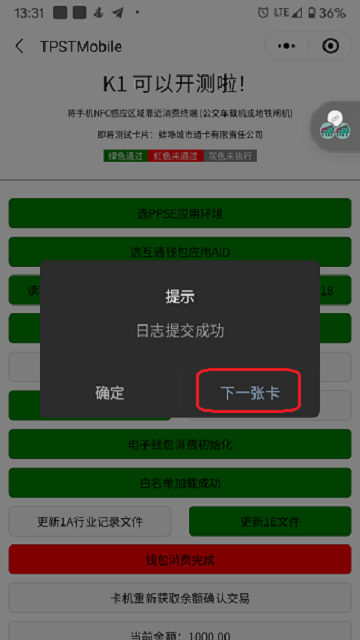 13:31
LTE 36%
TPSTMobile
K1 可以开测啦！
将手机NFC感应区域靠近消费终端 (公交车载机或地铁闸机)
即将测试卡片：蚌埠城市通卡有限责任公司
绿色通过 红色未通过 灰色未执行
选PPSE应用环境
选互通钱包应用AID
读 18
提示
日志提交成功
确定 下一张卡
电子钱包消费初始化
白名单加载成功
更新1A行业记录文件 更新1E文件
钱包消费完成
卡机重新获取余额确认交易
当前余额：1000.00